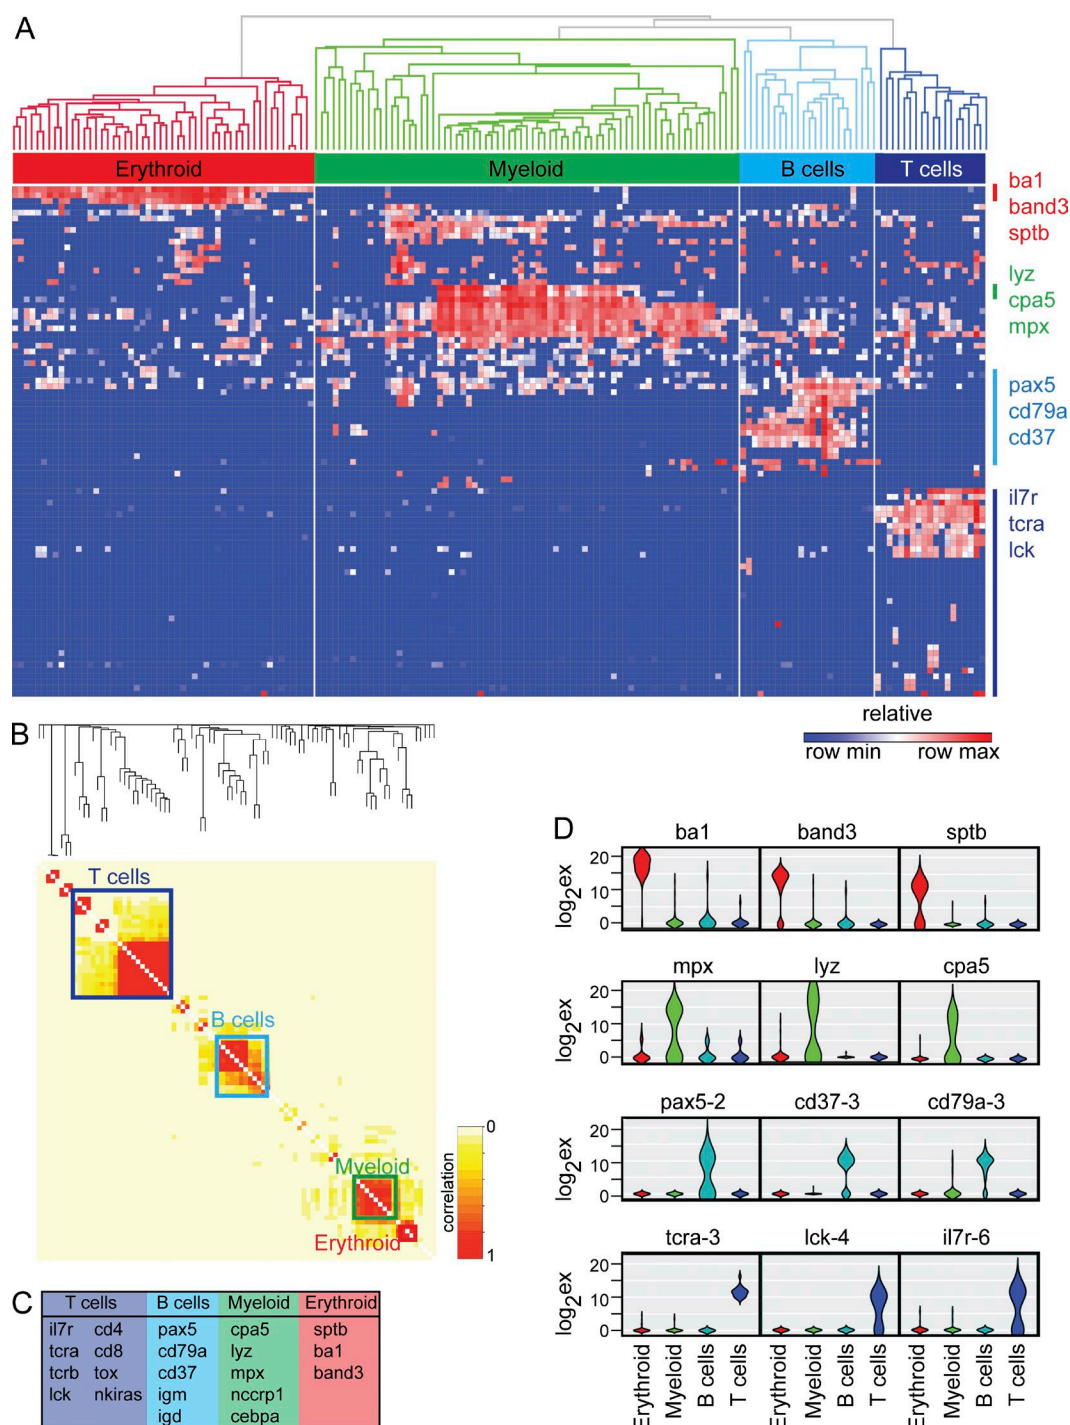 A
Erythroid
Myeloid
B cells
T cells
ba1
band3
sptb
lyz
cpa5
mpx
pax5
cd79a
cd37
il7r
tcra
lck
relative
row min
row max
B
T cells
B cells
Myeloid
Erythroid
0
correlation
1
C
T cells B cells Myeloid Erythroid
il7r cd4 pax5 cpa5 sptb
tcra cd8 cd79a lyz ba1
tcrb tox cd37 mpx band3
lck nkiras igm nccrp1
igd cebpa
D
ba1 band3 sptb
log2ex
20
10
0
mpx lyz cpa5
log2ex
20
10
0
pax5-2 cd37-3 cd79a-3
log2ex
20
10
0
tcra-3 lck-4 il7r-6
log2ex
20
10
0
Erythroid
Myeloid
B cells
T cells
Erythroid
Myeloid
B cells
T cells
Erythroid
Myeloid
B cells
T cells